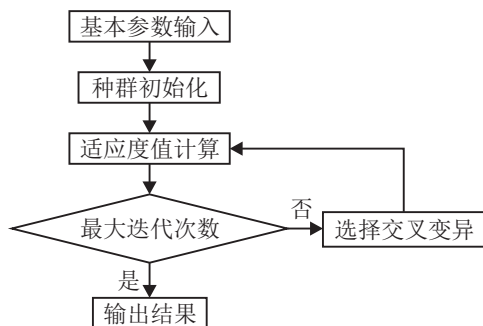 基本参数输入
种群初始化
适应度值计算
最大迭代次数
否
选择交叉变异
是
输出结果